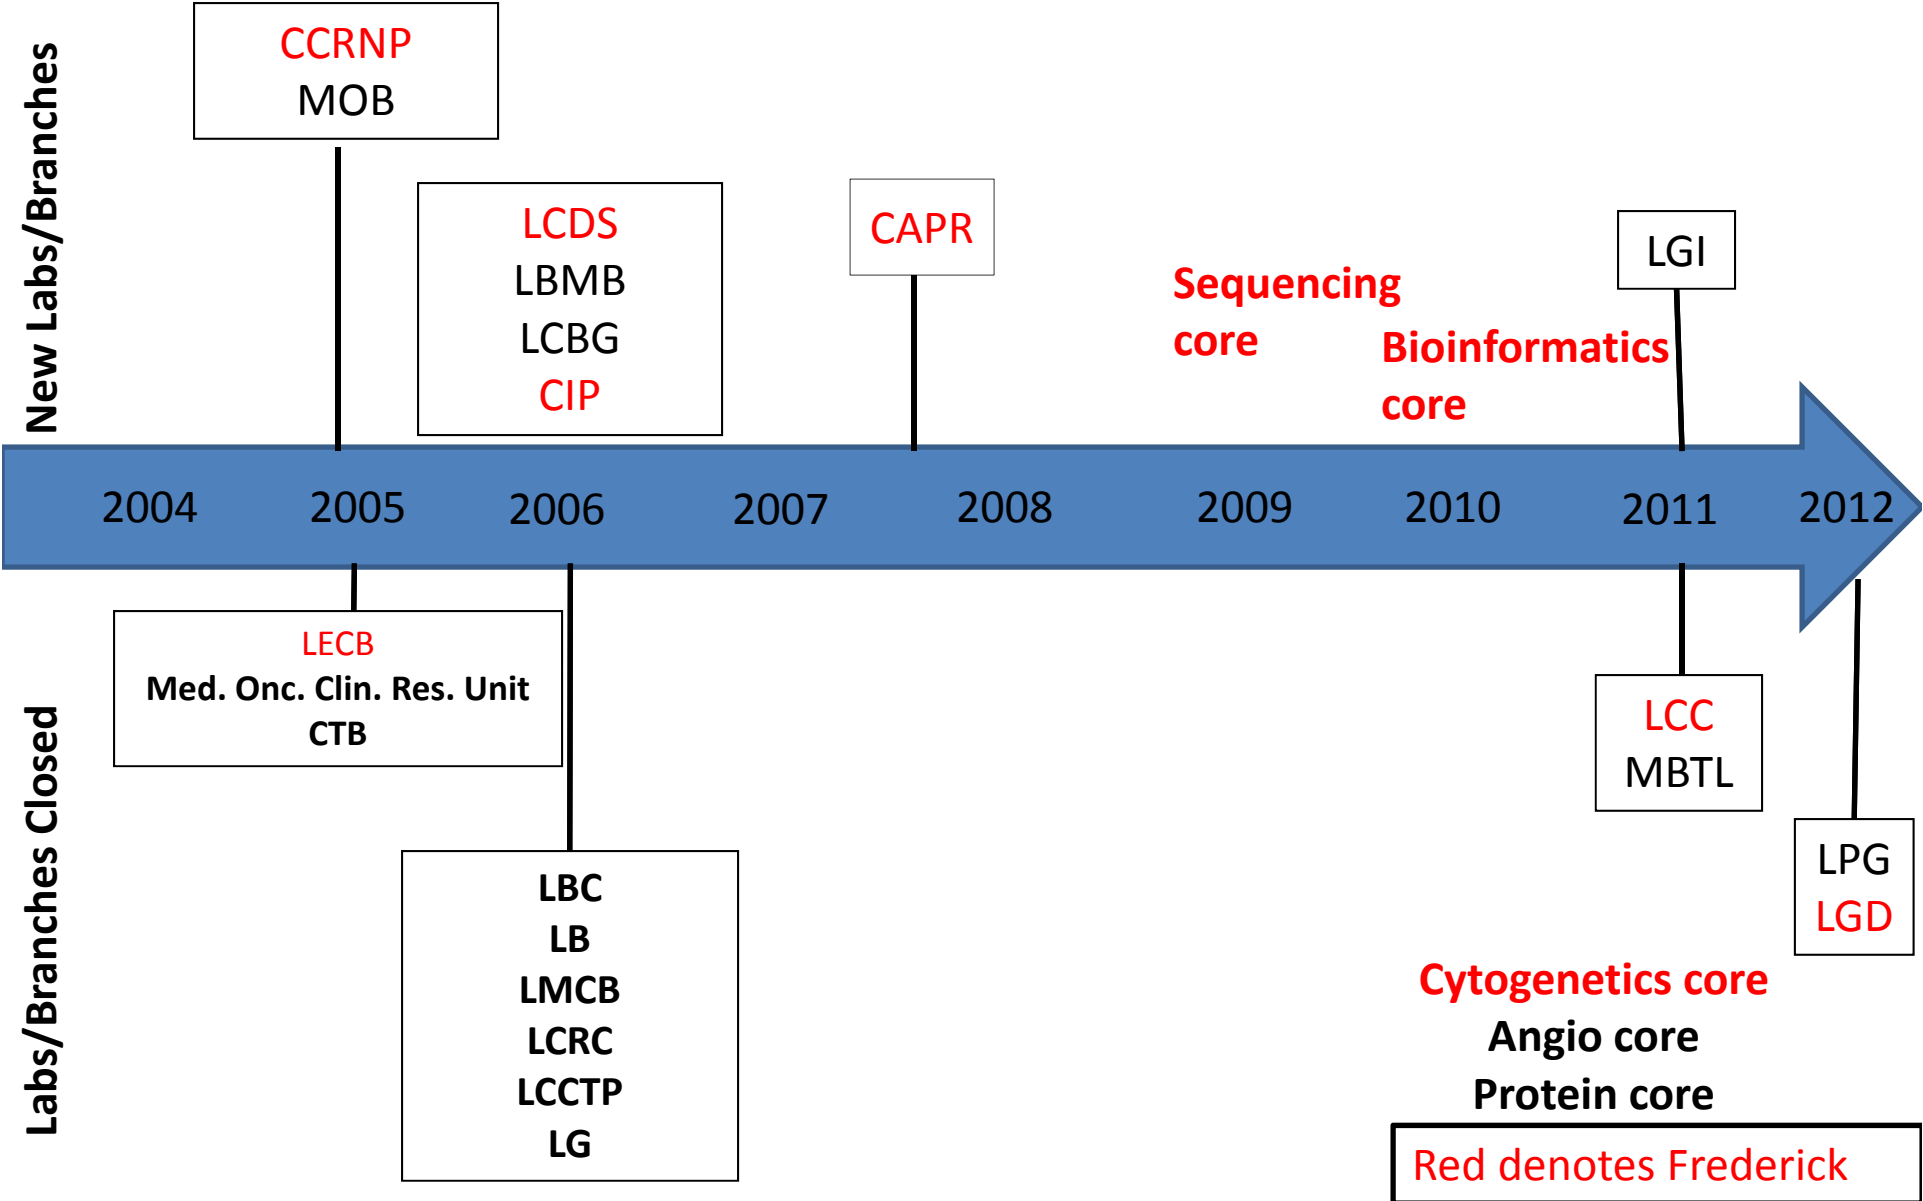 New Labs/Branches
CCRNP
MOB
LCDS
LBMB
LCBG
CIP
CAPR
Sequencing
core
Bioinformatics
core
LGI
2004 2005 2006 2007 2008 2009 2010 2011 2012
Labs/Branches Closed
LECB
Med. Onc. Clin. Res. Unit
CTB
LBC
LB
LMCB
LCRC
LCCTP
LG
LCC
MBTL
LPG
LGD
Cytogenetics core
Angio core
Protein core
Red denotes Frederick